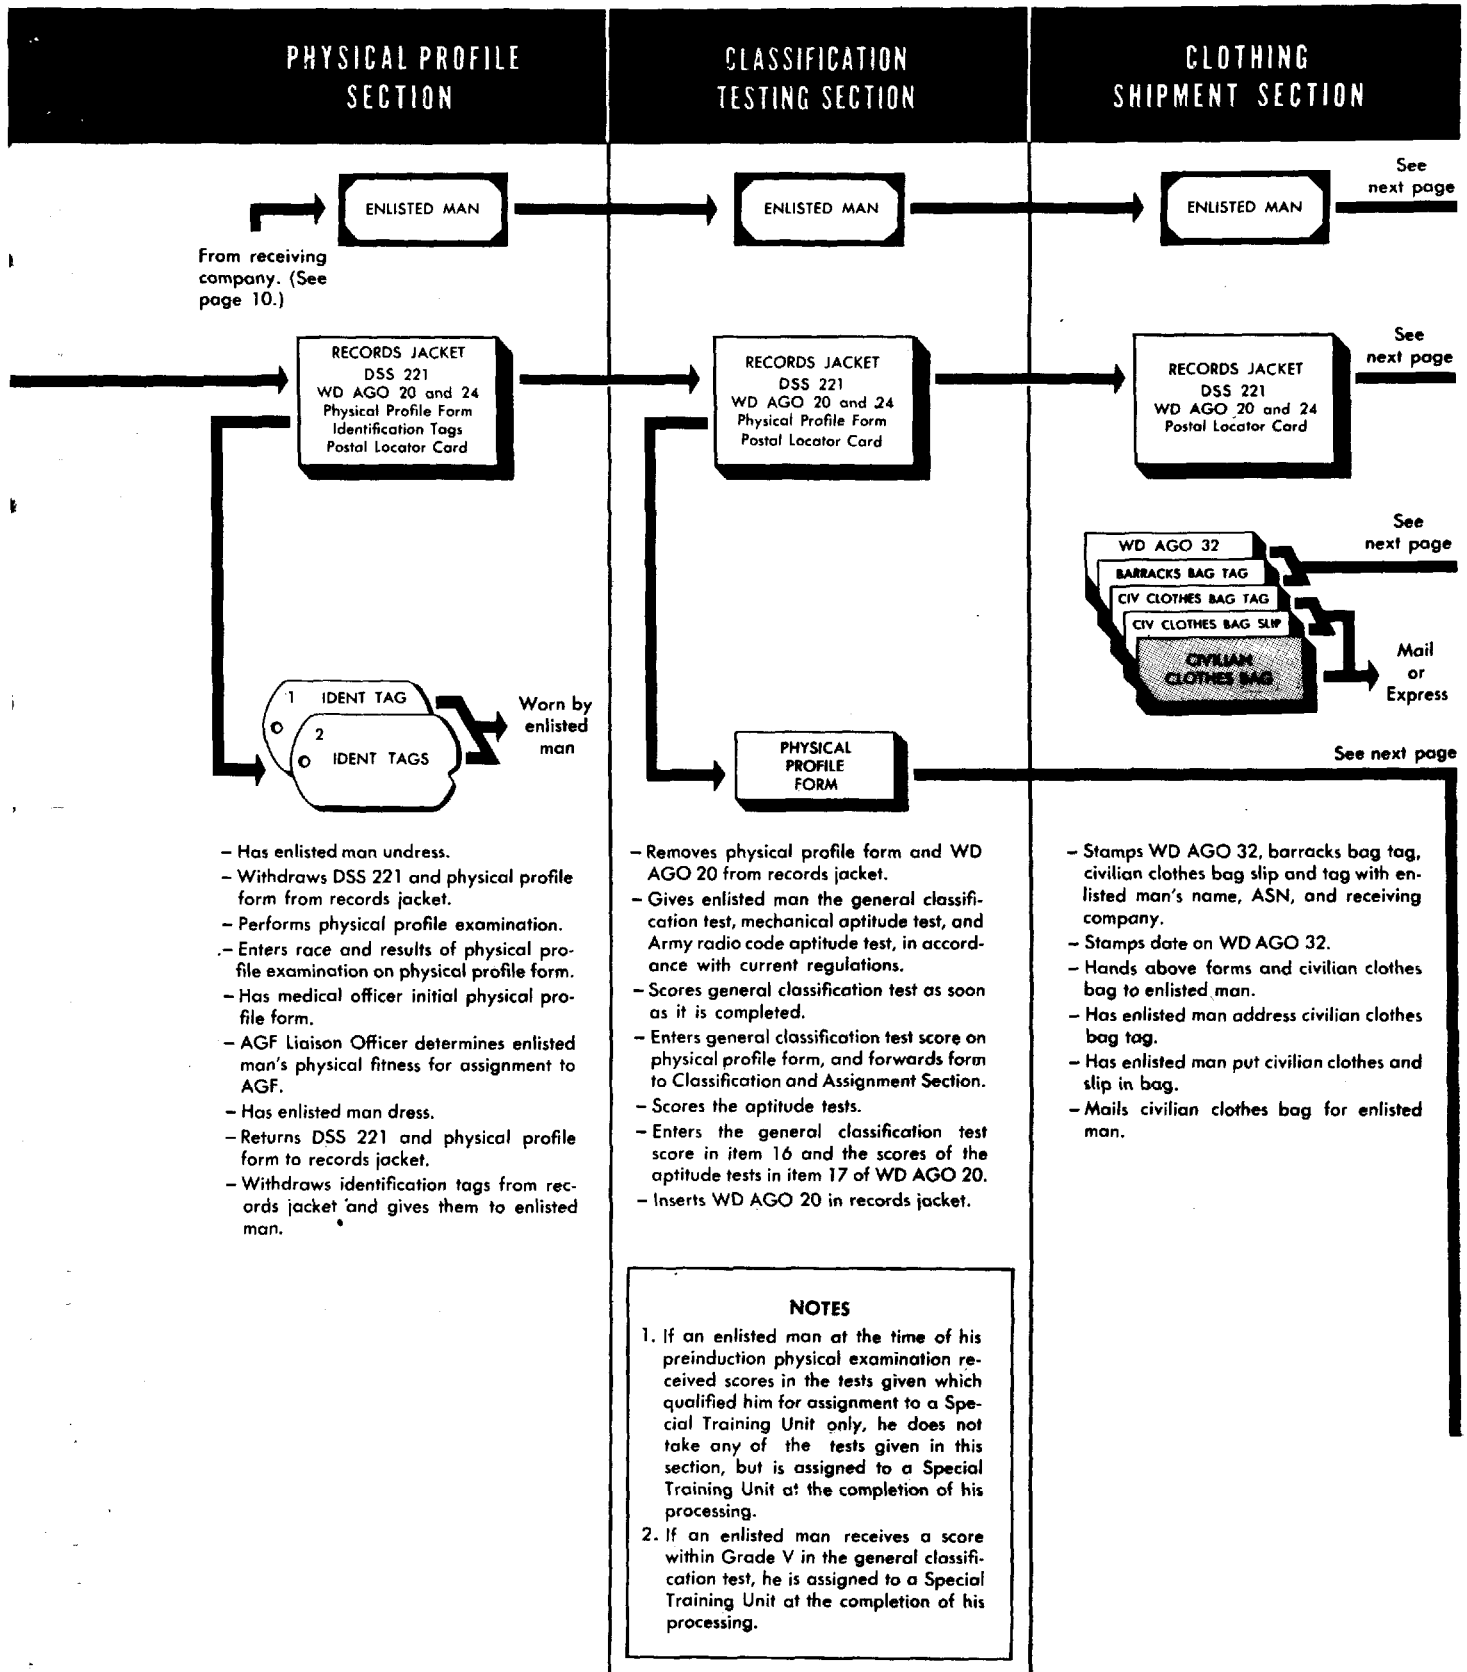 PHYSICAL PROFILE
SECTION
CLASSIFICATION
TESTING SECTION
CLOTHING
SHIPMENT SECTION
ENLISTED MAN
ENLISTED MAN
ENLISTED MAN
See
next page
From receiving
company. (See
page 10.)
RECORDS JACKET
DSS 221
WD AGO 20 and 24
Physical Profile Form
Identification Tags
Postal Locator Card
RECORDS JACKET
DSS 221
WD AGO 20 and 24
Physical Profile Form
Postal Locator Card
RECORDS JACKET
DSS 221
WD AGO 20 and 24
Postal Locator Card
See
next page
WD AGO 32
BARRACKS BAG TAG
CIV CLOTHES BAG TAG
CIV CLOTHES BAG SLIP
CIVILIAN
CLOTHES BAG
See
next page
Mail
or
Express
1 IDENT TAG
2
IDENT TAGS
Worn by
enlisted
man
PHYSICAL
PROFILE
FORM
See next page
– Has enlisted man undress.
– Withdraws DSS 221 and physical profile
form from records jacket.
– Performs physical profile examination.
– Enters race and results of physical pro-
file examination on physical profile form.
– Has medical officer initial physical pro-
file form.
– AGF Liaison Officer determines enlisted
man's physical fitness for assignment to
AGF.
– Has enlisted man dress.
– Returns DSS 221 and physical profile
form to records jacket.
– Withdraws identification tags from rec-
ords jacket and gives them to enlisted
man.
– Removes physical profile form and WD
AGO 20 from records jacket.
– Gives enlisted man the general classifi-
cation test, mechanical aptitude test, and
Army radio code aptitude test, in accord-
ance with current regulations.
– Scores general classification test as soon
as it is completed.
– Enters general classification test score on
physical profile form, and forwards form
to Classification and Assignment Section.
– Scores the aptitude tests.
– Enters the general classification test
score in item 16 and the scores of the
aptitude tests in item 17 of WD AGO 20.
– Inserts WD AGO 20 in records jacket.
– Stamps WD AGO 32, barracks bag tag,
civilian clothes bag slip and tag with en-
listed man's name, ASN, and receiving
company.
– Stamps date on WD AGO 32.
– Hands above forms and civilian clothes
bag to enlisted man.
– Has enlisted man address civilian clothes
bag tag.
– Has enlisted man put civilian clothes and
slip in bag.
– Mails civilian clothes bag for enlisted
man.
NOTES
1. If an enlisted man at the time of his
preinduction physical examination re-
ceived scores in the tests given which
qualified him for assignment to a Spe-
cial Training Unit only, he does not
take any of the tests given in this
section, but is assigned to a Special
Training Unit at the completion of his
processing.
2. If an enlisted man receives a score
within Grade V in the general classifi-
cation test, he is assigned to a Special
Training Unit at the completion of his
processing.